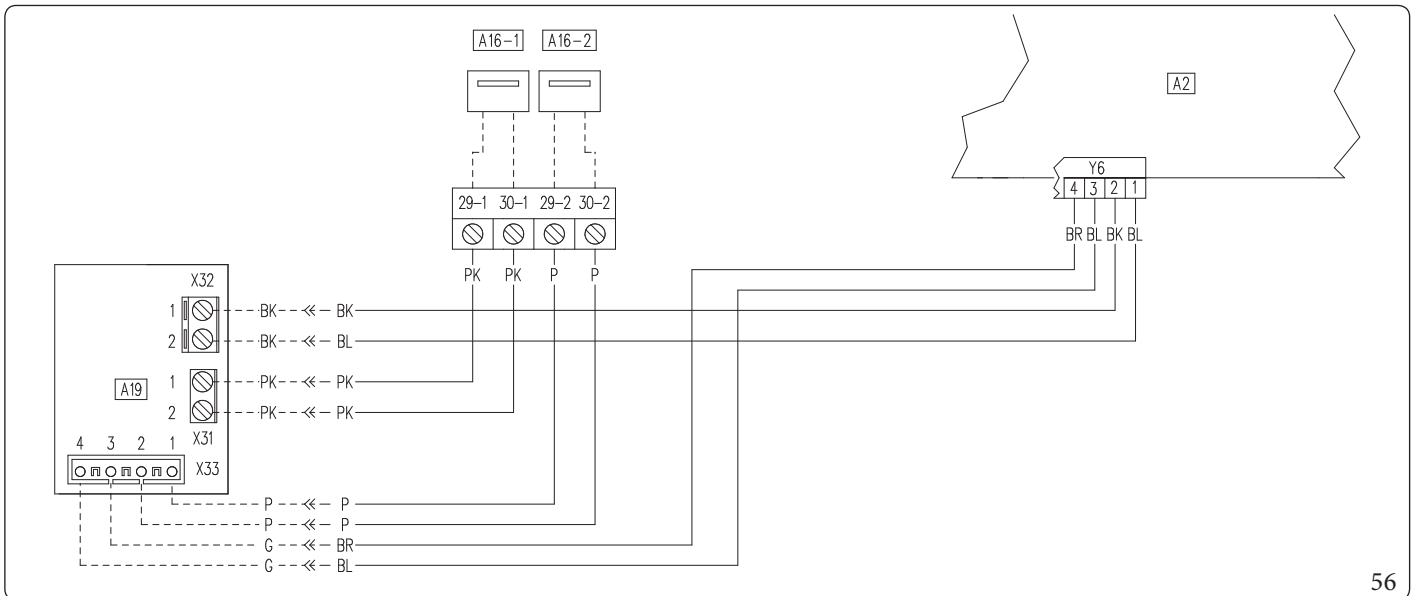 A16-1 A16-2
A2
Y6
4 3 2 1
BR BL BK BL
29-1 30-1 29-2 30-2
PK PK P P
X32
1 BK BK
2 BK BL
A19
1 PK PK
2 PK PK
X31
4 3 2 1
X33
P P
P P
G BR
G BL
56